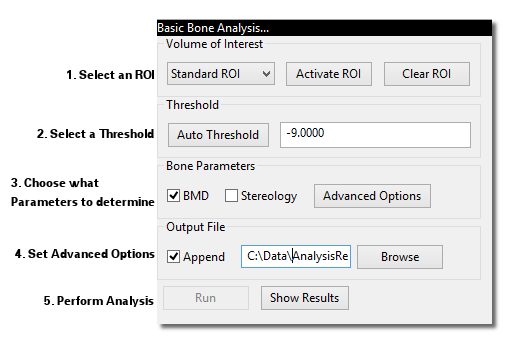 Basic Bone Analysis...
Volume of Interest
1. Select an ROI Standard ROI Activate ROI Clear ROI
Threshold
2. Select a Threshold Auto Threshold -9.0000
Bone Parameters
3. Choose what
Parameters to determine BMD Stereology Advanced Options
Output File
4. Set Advanced Options Append C:\Data\AnalysisRe Browse
5. Perform Analysis Run Show Results